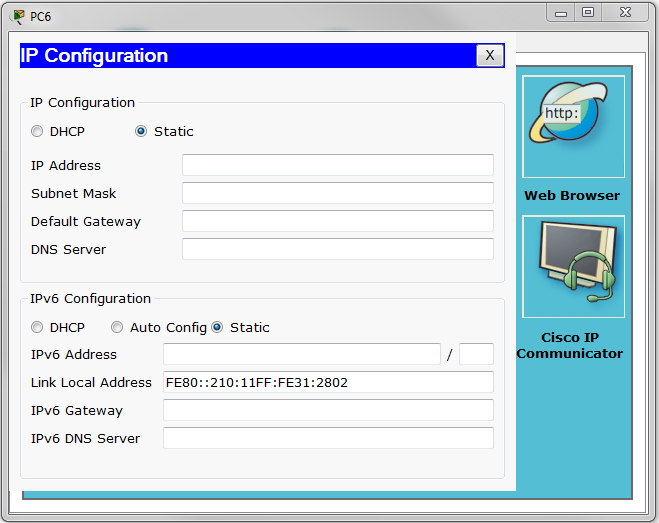 PC6
IP Configuration
X
IP Configuration
DHCP
Static
IP Address
Subnet Mask
Default Gateway
DNS Server
IPv6 Configuration
DHCP
Auto Config
Static
IPv6 Address
/
Link Local Address
FE80::210:11FF:FE31:2802
IPv6 Gateway
IPv6 DNS Server
http:
Web Browser
Cisco IP
Communicator